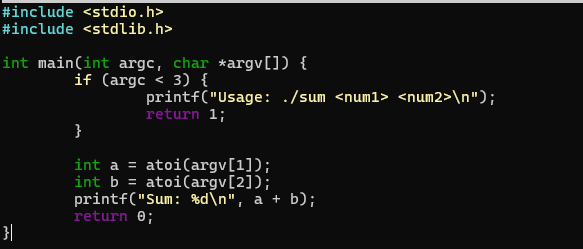 #include <stdio.h>
#include <stdlib.h>

int main(int argc, char *argv[]) {
        if (argc < 3) {
                printf("Usage: ./sum <num1> <num2>\n");
                return 1;
        }

        int a = atoi(argv[1]);
        int b = atoi(argv[2]);
        printf("Sum: %d\n", a + b);
        return 0;
}